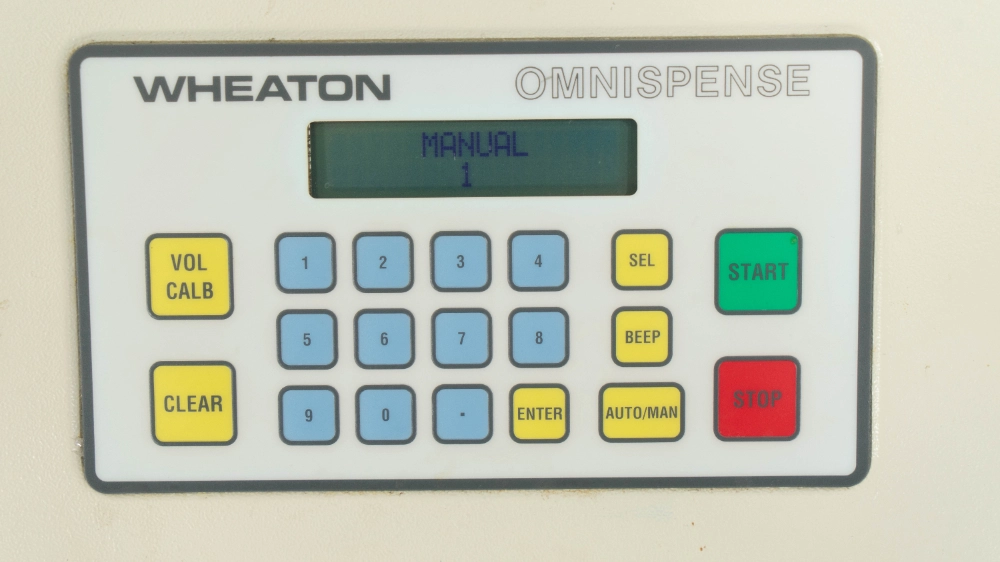 WHEATON OMNISPENSE
MANUAL
1
VOL
CALB
1 2 3 4 SEL START
5 6 7 8 BEEP
CLEAR 9 0 . ENTER AUTO/MAN STOP